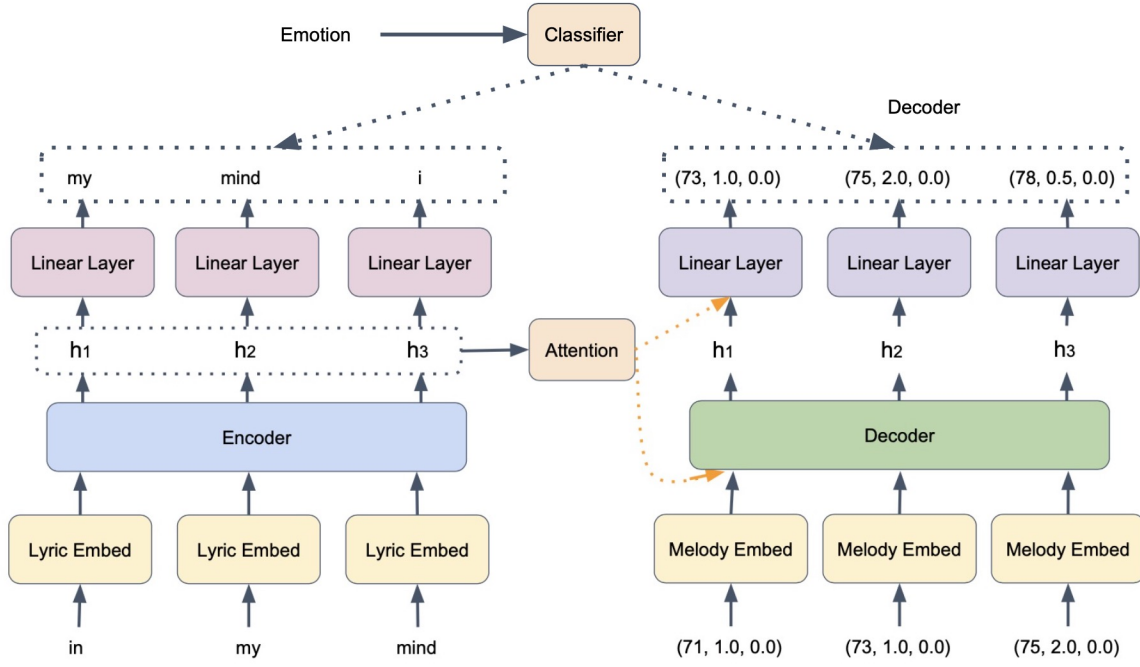 Emotion
Classifier
Decoder
my mind i
(73, 1.0, 0.0) (75, 2.0, 0.0) (78, 0.5, 0.0)
Linear Layer Linear Layer Linear Layer
Linear Layer Linear Layer Linear Layer
h1 h2 h3
Attention
h1 h2 h3
Encoder
Decoder
Lyric Embed Lyric Embed Lyric Embed
Melody Embed Melody Embed Melody Embed
in my mind
(71, 1.0, 0.0) (73, 1.0, 0.0) (75, 2.0, 0.0)